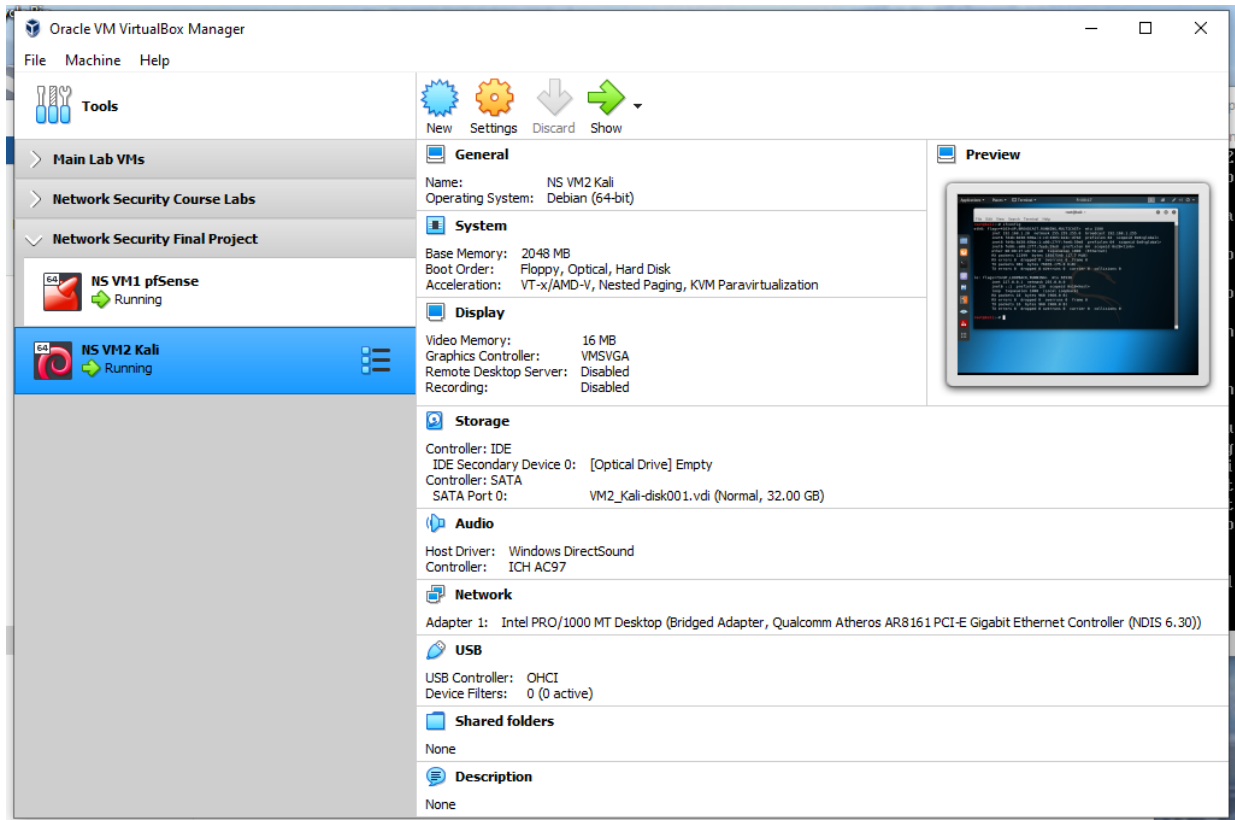 Oracle VM VirtualBox Manager
File Machine Help
Tools
New Settings Discard Show
Main Lab VMs
Network Security Course Labs
Network Security Final Project
64
NS VM1 pfSense
Running
64
NS VM2 Kali
Running
General
Name: NS VM2 Kali
Operating System: Debian (64-bit)
System
Base Memory: 2048 MB
Boot Order: Floppy, Optical, Hard Disk
Acceleration: VT-x/AMD-V, Nested Paging, KVM Paravirtualization
Display
Video Memory: 16 MB
Graphics Controller: VMSVGA
Remote Desktop Server: Disabled
Recording: Disabled
Preview
Storage
Controller: IDE
IDE Secondary Device 0: [Optical Drive] Empty
Controller: SATA
SATA Port 0: VM2_Kali-disk001.vdi (Normal, 32.00 GB)
Audio
Host Driver: Windows DirectSound
Controller: ICH AC97
Network
Adapter 1: Intel PRO/1000 MT Desktop (Bridged Adapter, Qualcomm Atheros AR8161 PCI-E Gigabit Ethernet Controller (NDIS 6.30))
USB
USB Controller: OHCI
Device Filters: 0 (0 active)
Shared folders
None
Description
None